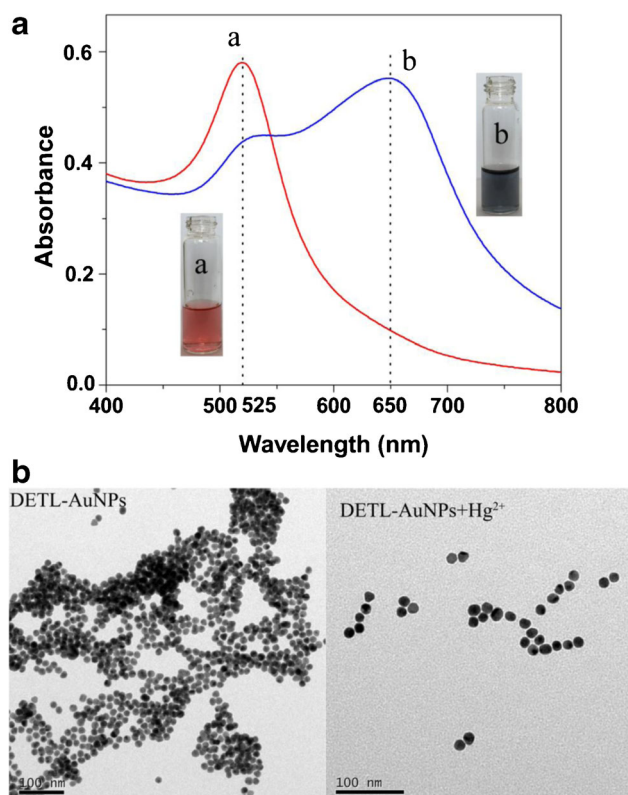 a
a
b
0.6
0.4
0.2
0.0
Absorbance
b
a
400
500
525
600
650
700
800
Wavelength (nm)
b
DETL-AuNPs
DETL-AuNPs+Hg²⁺
100 nm
100 nm